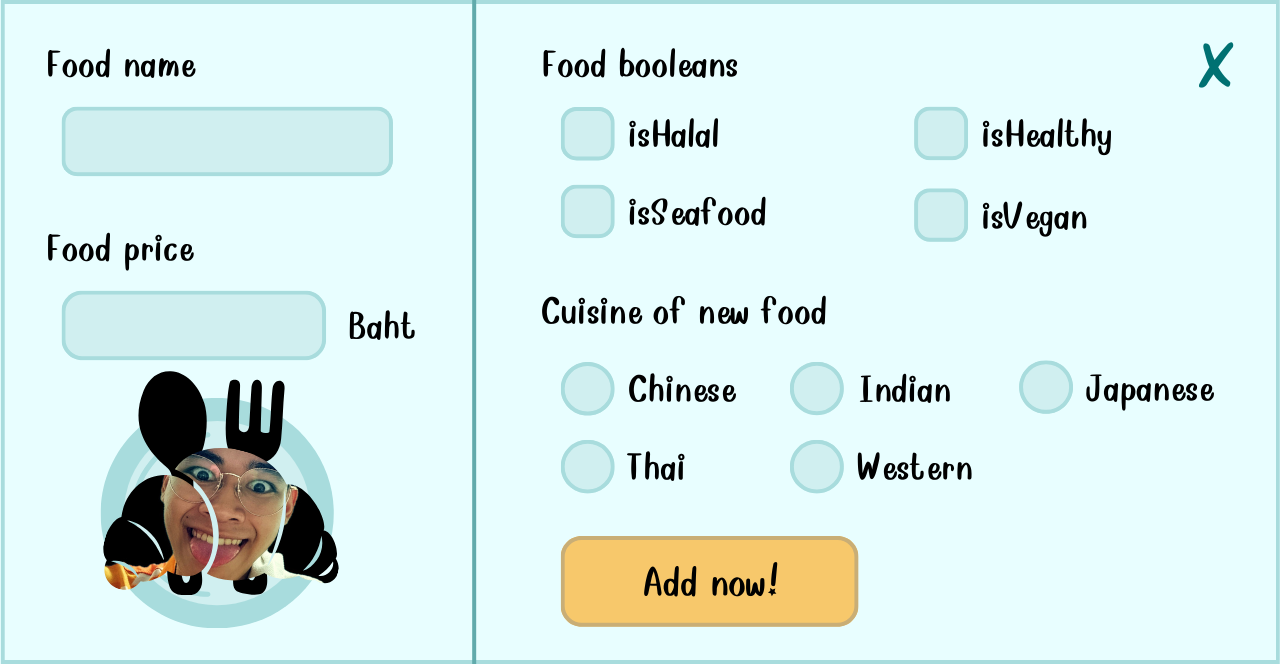 Food name
Food price
Baht
Food booleans
X
isHalal
isHealthy
isSeafood
isVegan
Cuisine of new food
Chinese
Indian
Japanese
Thai
Western
Add now!